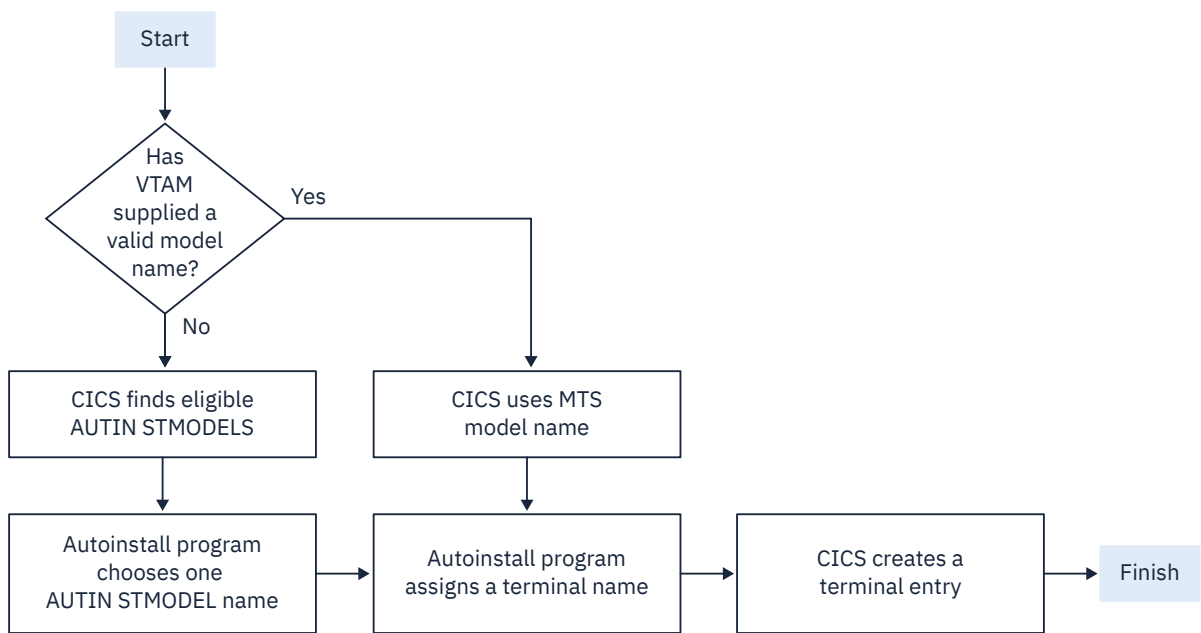 Start
Has
VTAM
supplied a
valid model
name?
Yes
No
CICS finds eligible
AUTIN STMODELS
CICS uses MTS
model name
Autoinstall program
chooses one
AUTIN STMODEL name
Autoinstall program
assigns a terminal name
CICS creates a
terminal entry
Finish